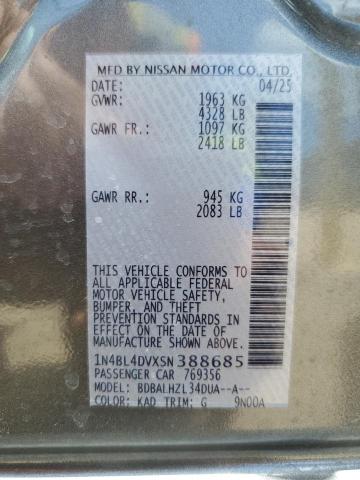 MFD BY NISSAN MOTOR CO., LTD.
DATE: 04/25
GVWR: 1963 KG
4328 LB
GAWR FR.: 1097 KG
2418 LB
GAWR RR.: 945 KG
2083 LB
THIS VEHICLE CONFORMS TO
ALL APPLICABLE FEDERAL
MOTOR VEHICLE SAFETY,
BUMPER, AND THEFT
PREVENTION STANDARDS IN
EFFECT ON THE DATE OF
MANUFACTURE SHOWN ABOVE.
1N4BL4DVXSN388685
PASSENGER CAR 769356
MODEL: BDBALHZL34DUA--A--
COLOR: KAD TRIM: G 9N00A